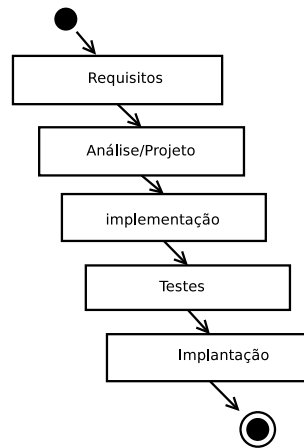 Requisitos
Análise/Projeto
implementação
Testes
Implantação